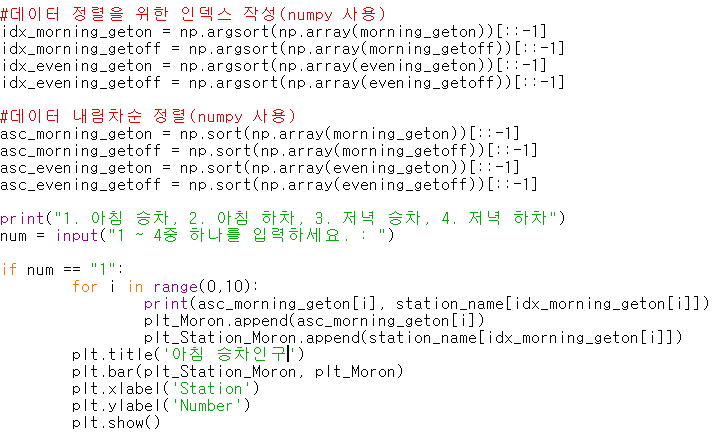 #데이터 정렬을 위한 인덱스 작성(numpy 사용)
idx_morning_geton = np.argsort(np.array(morning_geton))[::-1]
idx_morning_getoff = np.argsort(np.array(morning_getoff))[::-1]
idx_evening_geton = np.argsort(np.array(evening_geton))[::-1]
idx_evening_getoff = np.argsort(np.array(evening_getoff))[::-1]

#데이터 내림차순 정렬(numpy 사용)
asc_morning_geton = np.sort(np.array(morning_geton))[::-1]
asc_morning_getoff = np.sort(np.array(morning_getoff))[::-1]
asc_evening_geton = np.sort(np.array(evening_geton))[::-1]
asc_evening_getoff = np.sort(np.array(evening_getoff))[::-1]

print("1. 아침 승차, 2. 아침 하차, 3. 저녁 승차, 4. 저녁 하차")
num = input("1 ~ 4중 하나를 입력하세요. : ")

if num == "1":
        for i in range(0,10):
                print(asc_morning_geton[i], station_name[idx_morning_geton[i]])
                plt_Moron.append(asc_morning_geton[i])
                plt_Station_Moron.append(station_name[idx_morning_geton[i]])
        plt.title('아침 승차인구')
        plt.bar(plt_Station_Moron, plt_Moron)
        plt.xlabel('Station')
        plt.ylabel('Number')
        plt.show()